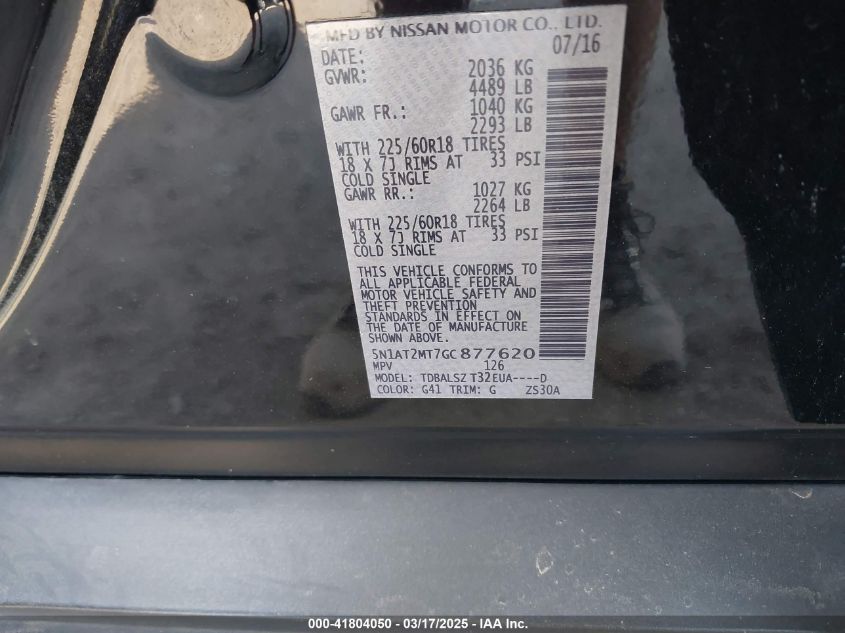 MFD BY NISSAN MOTOR CO., LTD.
DATE: 07/16
GVWR: 2036 KG
4489 LB
GAWR FR.: 1040 KG
2293 LB
WITH 225/60R18 TIRES
18 X 7J RIMS AT 33 PSI
COLD SINGLE
GAWR RR.: 1027 KG
2264 LB
WITH 225/60R18 TIRES
18 X 7J RIMS AT 33 PSI
COLD SINGLE
THIS VEHICLE CONFORMS TO
ALL APPLICABLE FEDERAL
MOTOR VEHICLE SAFETY AND
THEFT PREVENTION
STANDARDS IN EFFECT ON
THE DATE OF MANUFACTURE
SHOWN ABOVE.
5N1AT2MT7GC877620
MPV 126
MODEL: TDBALSZ T32EUA----D
COLOR: G41 TRIM: G ZS30A
000-41804050 - 03/17/2025 - IAA Inc.